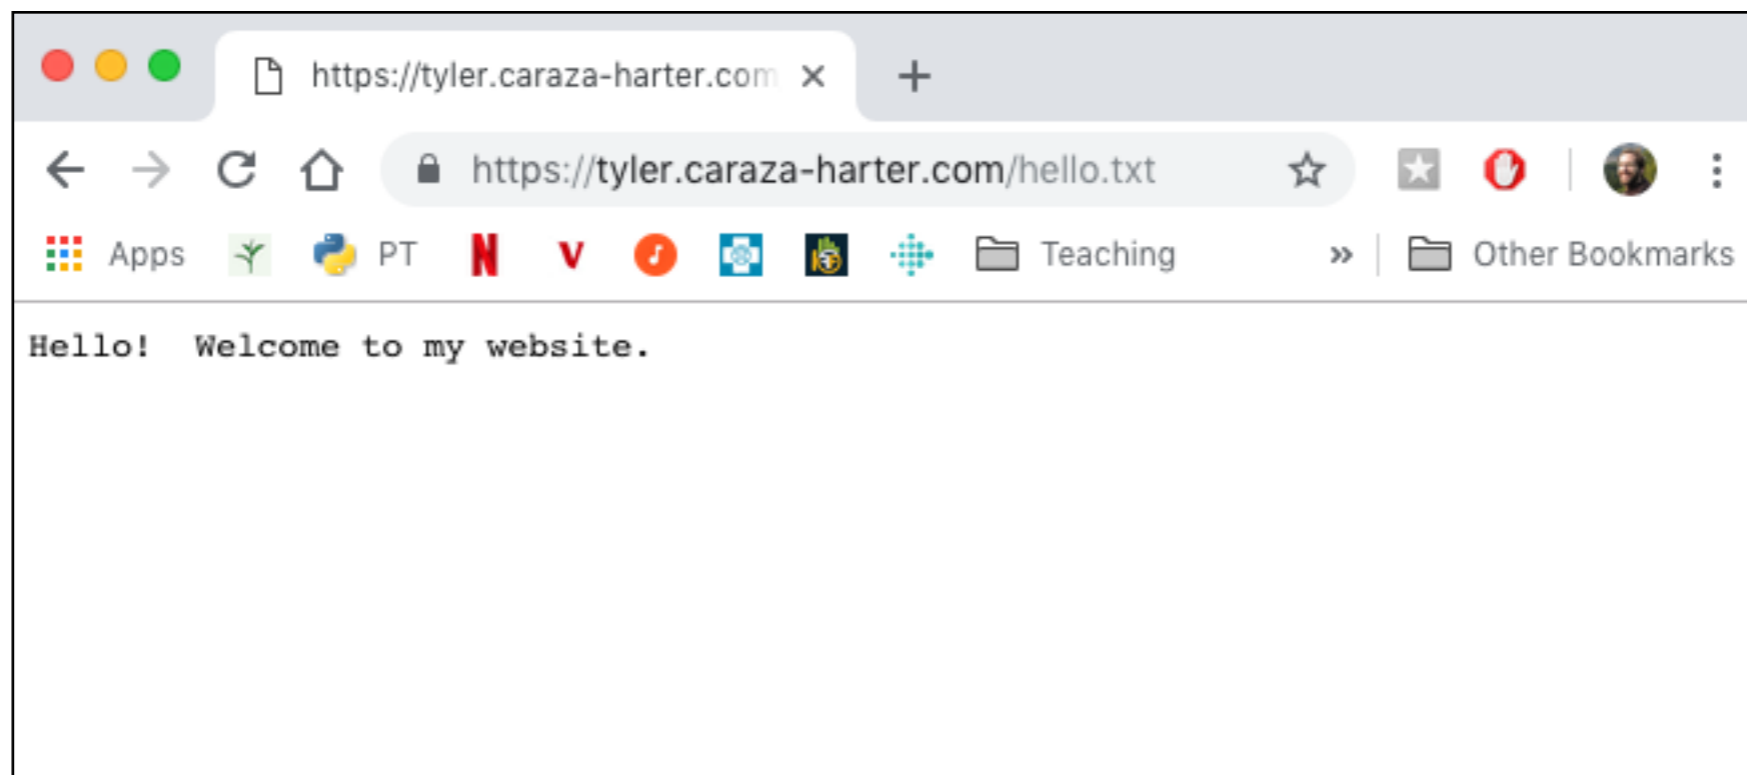 https://tyler.caraza-harter.com
https://tyler.caraza-harter.com/hello.txt
Apps PT N V Teaching » Other Bookmarks
Hello!  Welcome to my website.